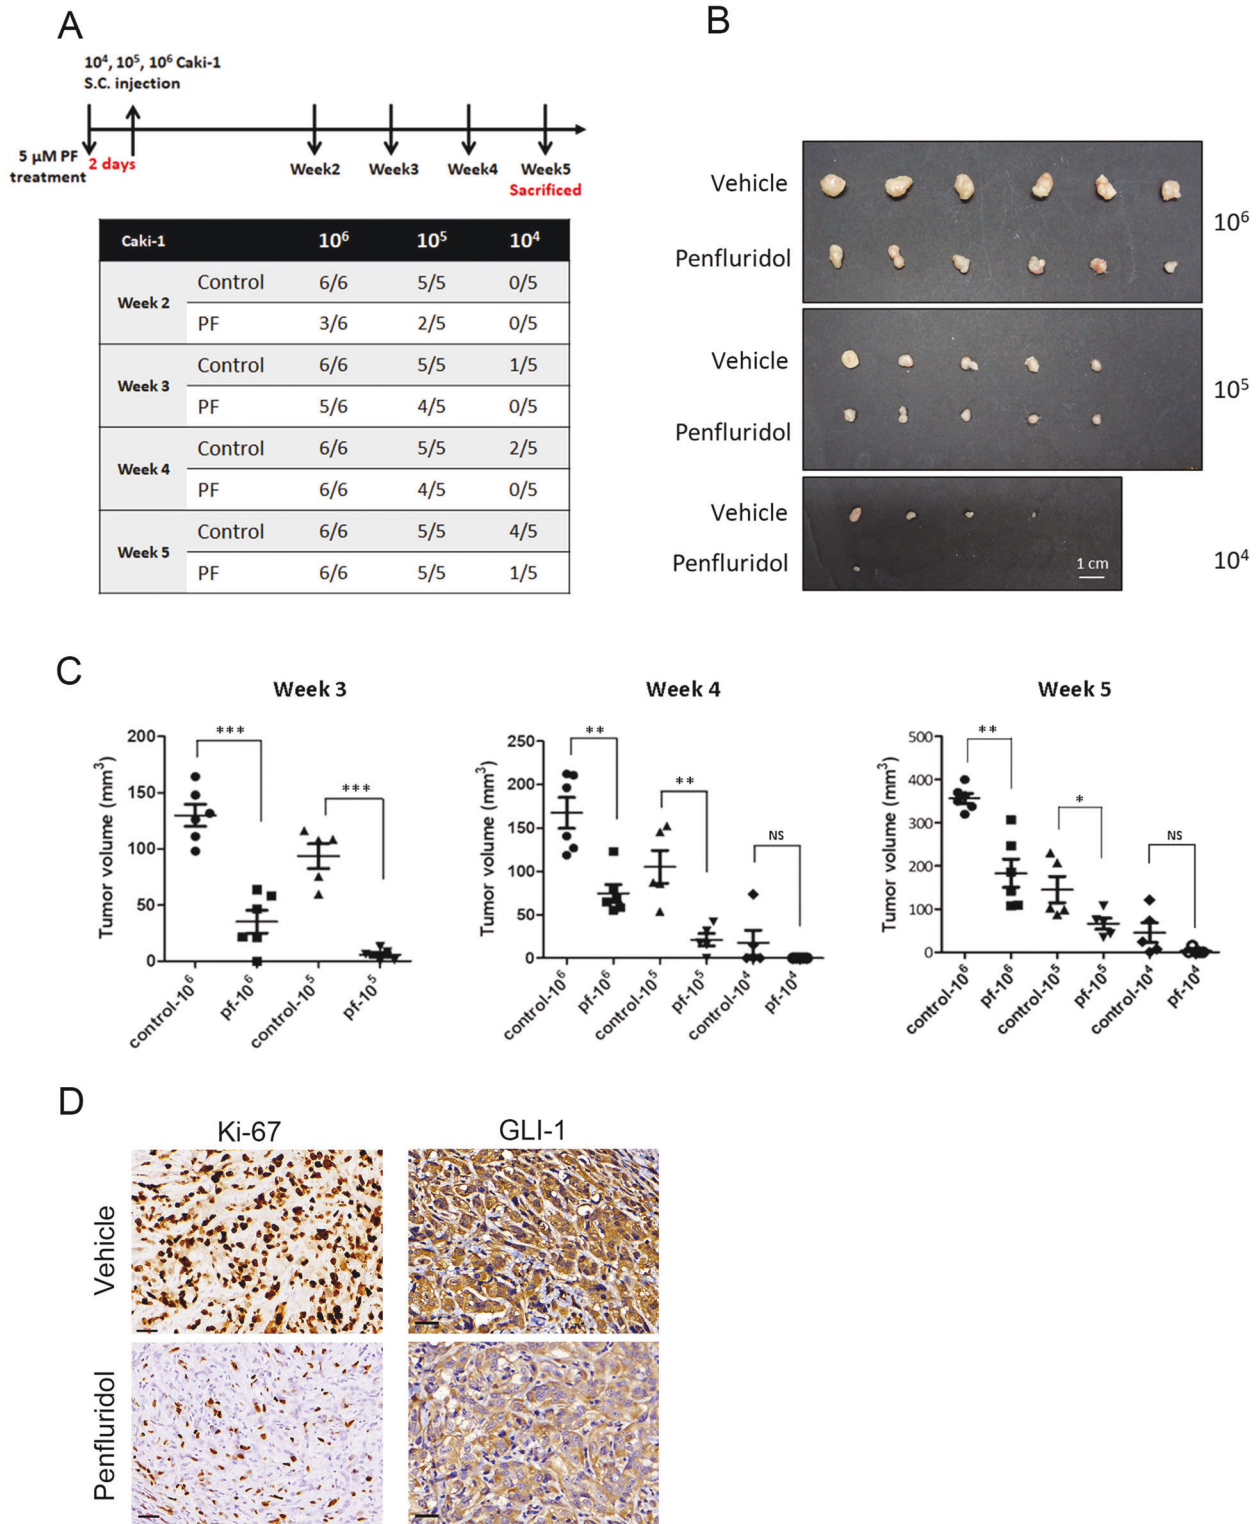 A
10⁴, 10⁵, 10⁶ Caki-1
S.C. injection
5 µM PF
treatment
2 days
Week2 Week3 Week4 Week5
Sacrificed
Caki-1 10⁶ 10⁵ 10⁴
Week 2 Control 6/6 5/5 0/5
PF 3/6 2/5 0/5
Week 3 Control 6/6 5/5 1/5
PF 5/6 4/5 0/5
Week 4 Control 6/6 5/5 2/5
PF 6/6 4/5 0/5
Week 5 Control 6/6 5/5 4/5
PF 6/6 5/5 1/5
B
Vehicle
Penfluridol
10⁶
Vehicle
Penfluridol
10⁵
Vehicle
Penfluridol
1 cm
10⁴
C
Week 3
Tumor volume (mm³)
200
150
100
50
0
***
***
control-10⁶ pf-10⁶ control-10⁵ pf-10⁵
Week 4
Tumor volume (mm³)
250
200
150
100
50
0
**
**
NS
control-10⁶ pf-10⁶ control-10⁵ pf-10⁵ control-10⁴ pf-10⁴
Week 5
Tumor volume (mm³)
500
400
300
200
100
0
**
*
NS
control-10⁶ pf-10⁶ control-10⁵ pf-10⁵ control-10⁴ pf-10⁴
D
Ki-67 GLI-1
Vehicle
Penfluridol